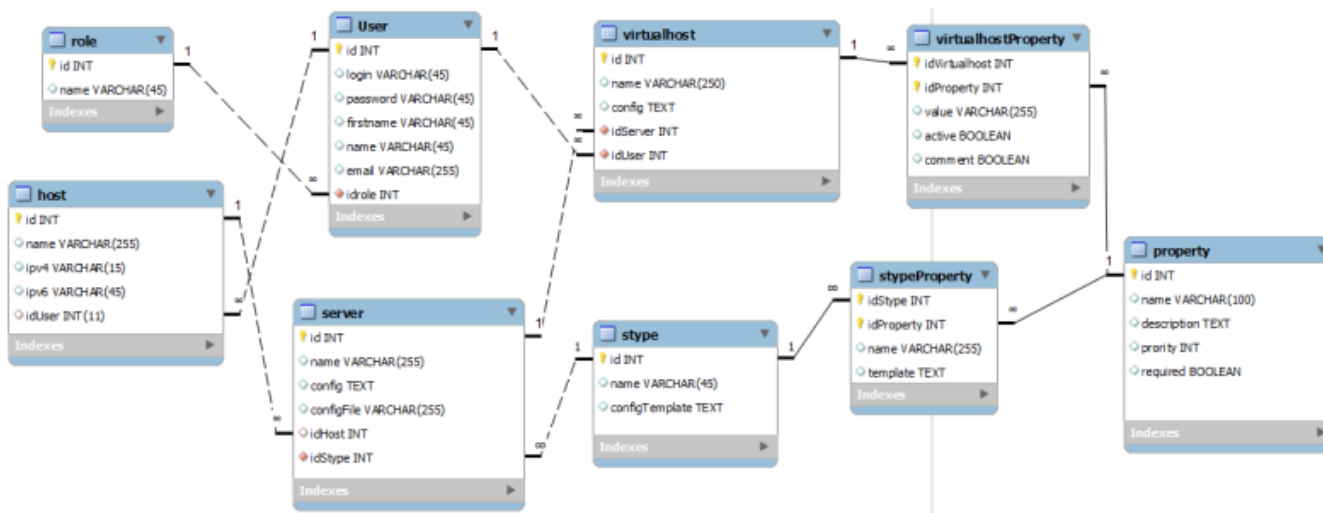 role
id INT
name VARCHAR(45)
Indexes
User
id INT
login VARCHAR(45)
password VARCHAR(45)
firstname VARCHAR(45)
name VARCHAR(45)
email VARCHAR(255)
idrole INT
Indexes
virtualhost
id INT
name VARCHAR(250)
config TEXT
idServer INT
idUser INT
Indexes
virtualhostProperty
idVirtualhost INT
idProperty INT
value VARCHAR(255)
active BOOLEAN
comment BOOLEAN
Indexes
host
id INT
name VARCHAR(255)
ipv4 VARCHAR(15)
ipv6 VARCHAR(45)
idUser INT(11)
Indexes
server
id INT
name VARCHAR(255)
config TEXT
configFile VARCHAR(255)
idHost INT
idStype INT
Indexes
stype
id INT
name VARCHAR(45)
configTemplate TEXT
Indexes
stypeProperty
idStype INT
idProperty INT
name VARCHAR(255)
template TEXT
Indexes
property
id INT
name VARCHAR(100)
description TEXT
prority INT
required BOOLEAN
Indexes
1
∞
1
∞
1
∞
1
∞
1
∞
1
∞
1
∞
1
∞
1
∞
∞